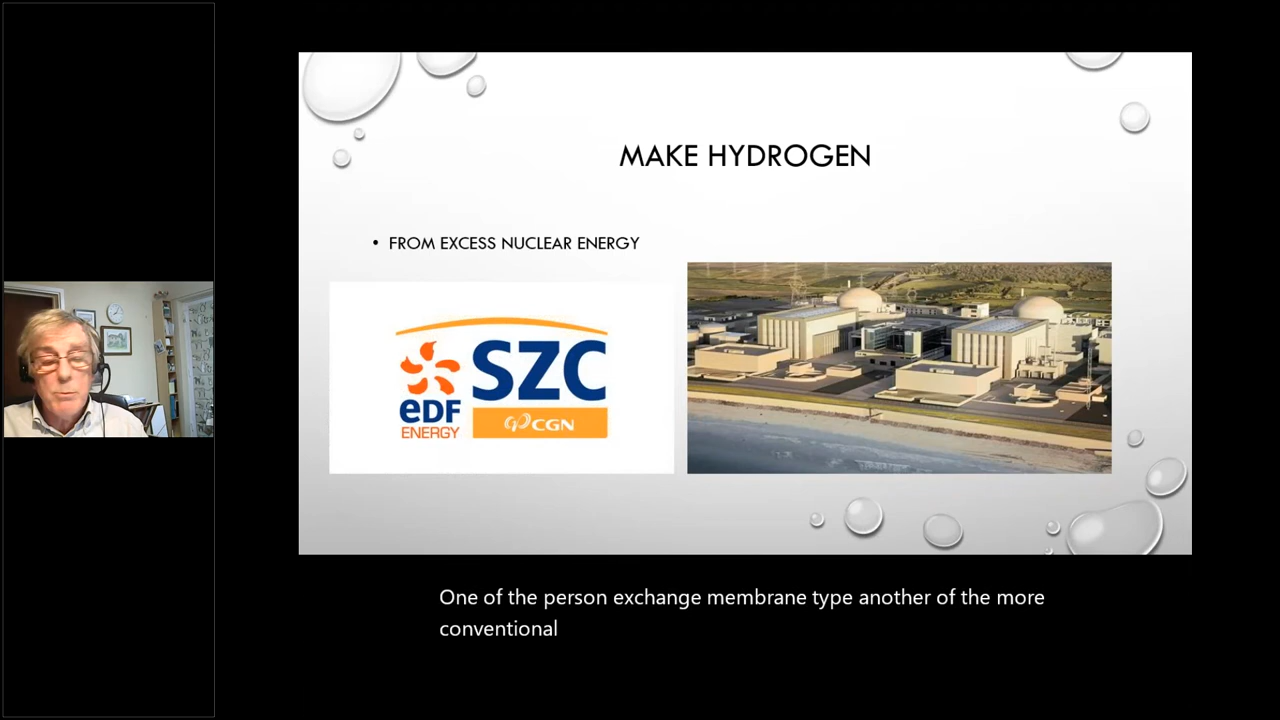 MAKE HYDROGEN
• FROM EXCESS NUCLEAR ENERGY
SZC
eDF
ENERGY
CGN
One of the person exchange membrane type another of the more
conventional